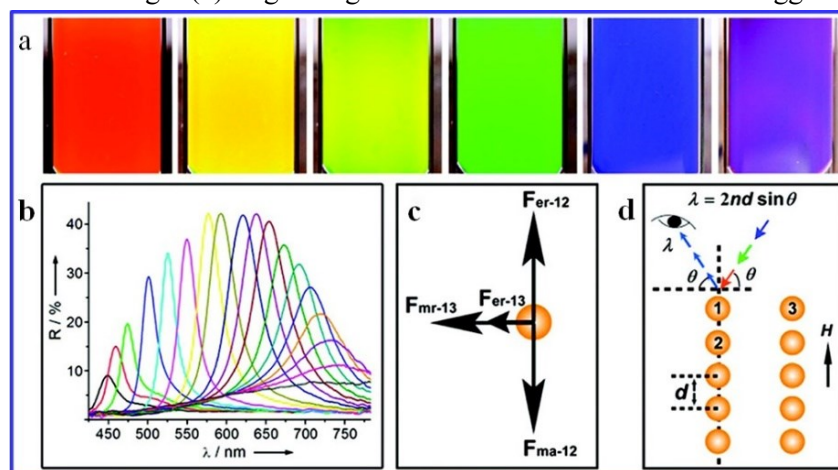 a
b
R / %
40
30
20
10
450 500 550 600 650 700 750
λ / nm
c
Fer-12
Fmr-13
Fer-13
Fma-12
d
λ = 2nd sin θ
λ
θ
θ
1
3
2
H
d